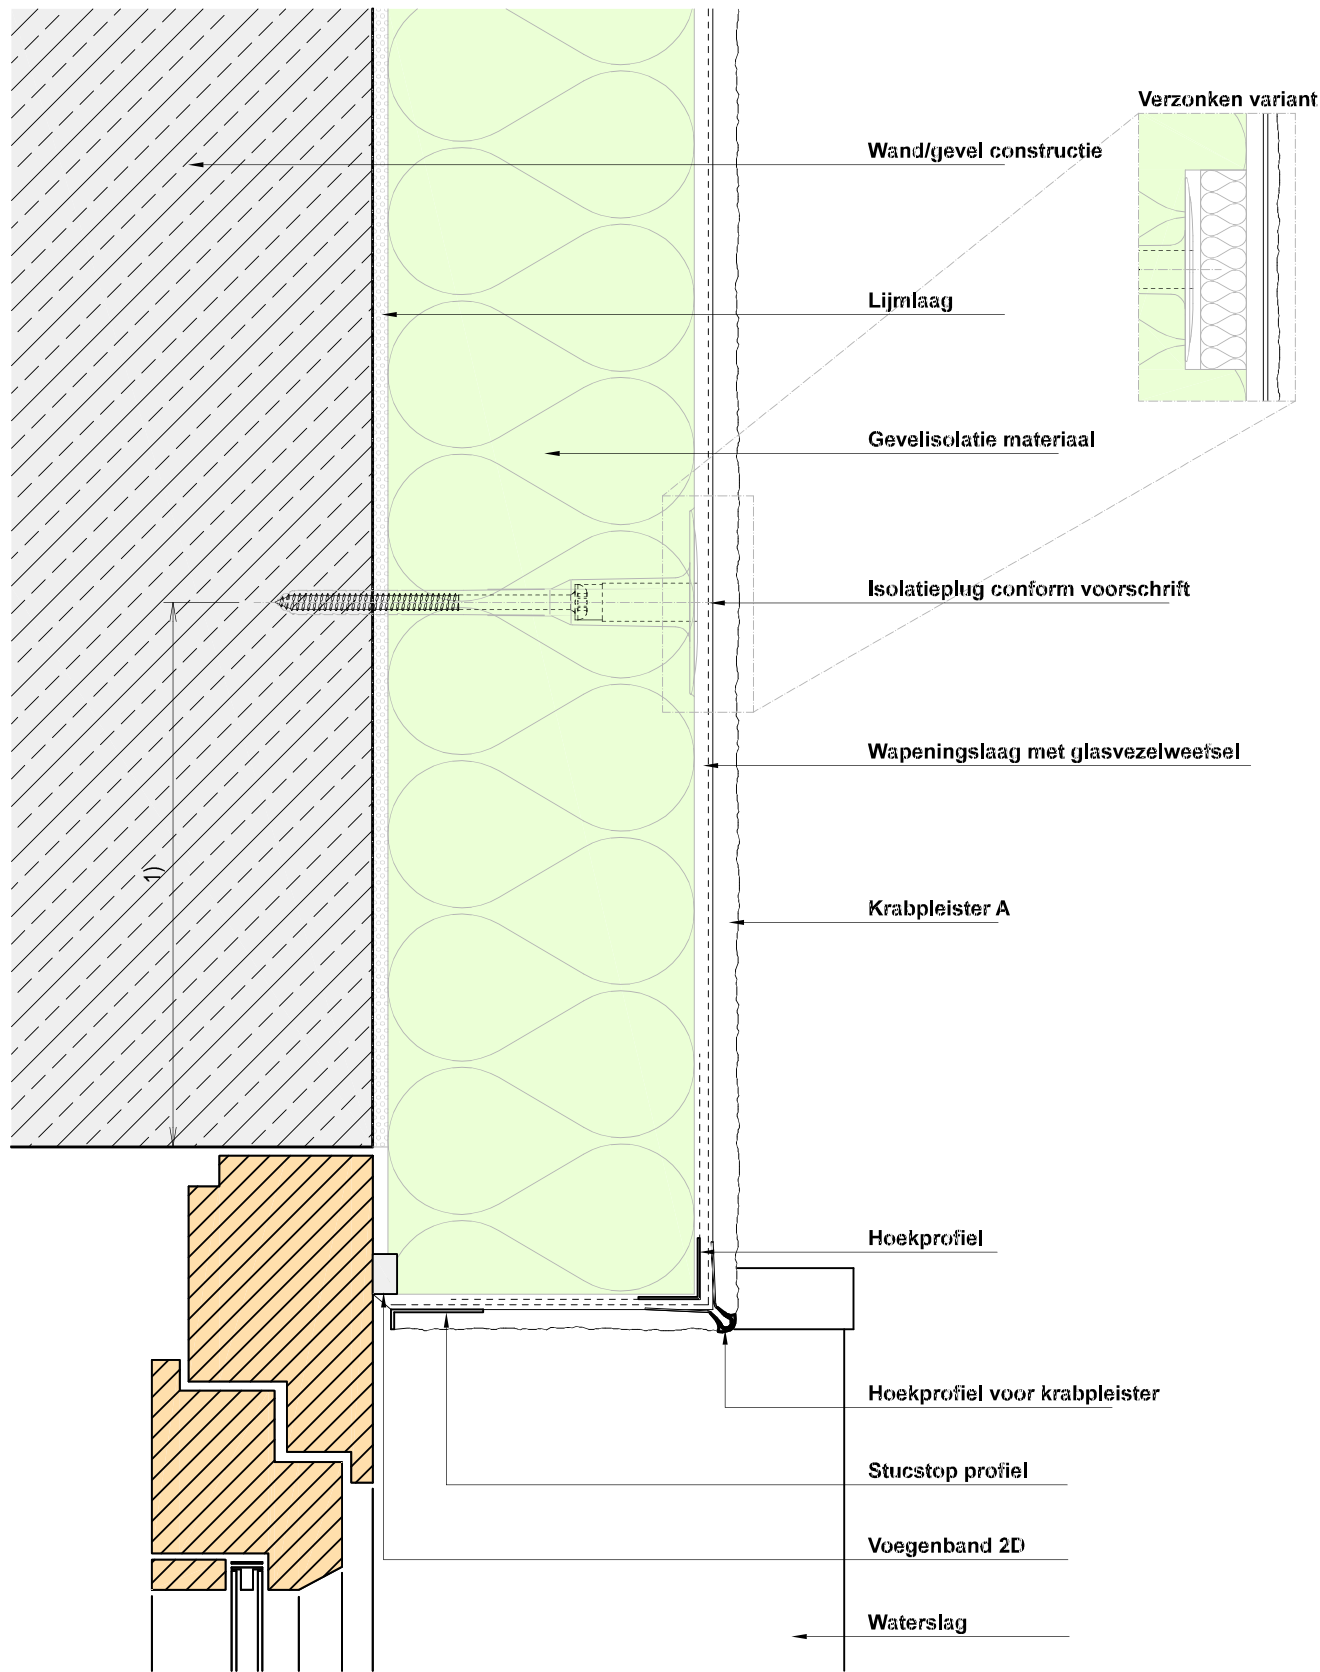 Verzonken variant
Wand/gevel constructie
Lijmlaag
Gevelisolatie materiaal
Isolatieplug conform voorschrift
Wapeningslaag met glasvezelweefsel
1)
Krabpleister A
Hoekprofiel
Hoekprofiel voor krabpleister
Stucstop profiel
Voegenband 2D
Waterslag